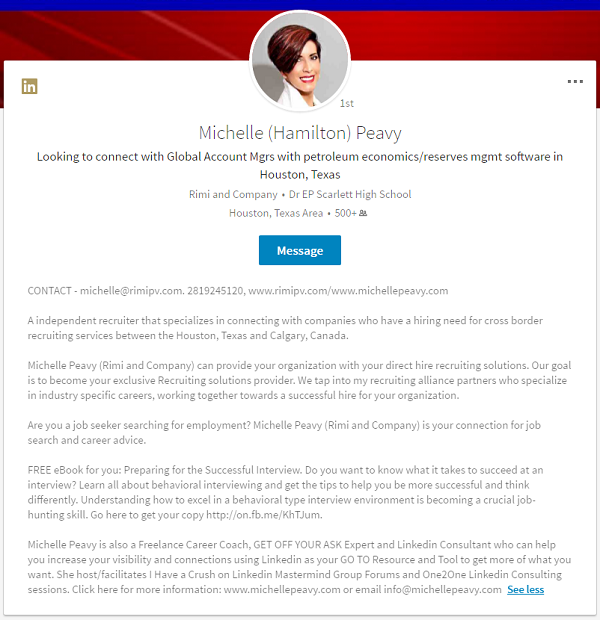 in
1st
...
Michelle (Hamilton) Peavy
Looking to connect with Global Account Mgrs with petroleum economics/reserves mgmt software in
Houston, Texas
Rimi and Company • Dr EP Scarlett High School
Houston, Texas Area • 500+
Message
CONTACT - michelle@rimipv.com. 2819245120, www.rimipv.com/www.michellepeavy.com
A independent recruiter that specializes in connecting with companies who have a hiring need for cross border
recruiting services between the Houston, Texas and Calgary, Canada.
Michelle Peavy (Rimi and Company) can provide your organization with your direct hire recruiting solutions. Our goal
is to become your exclusive Recruiting solutions provider. We tap into my recruiting alliance partners who specialize
in industry specific careers, working together towards a successful hire for your organization.
Are you a job seeker searching for employment? Michelle Peavy (Rimi and Company) is your connection for job
search and career advice.
FREE eBook for you: Preparing for the Successful Interview. Do you want to know what it takes to succeed at an
interview? Learn all about behavioral interviewing and get the tips to help you be more successful and think
differently. Understanding how to excel in a behavioral type interview environment is becoming a crucial job-
hunting skill. Go here to get your copy http://on.fb.me/KhTJum.
Michelle Peavy is also a Freelance Career Coach, GET OFF YOUR ASK Expert and Linkedin Consultant who can help
you increase your visibility and connections using Linkedin as your GO TO Resource and Tool to get more of what you
want. She host/facilitates I Have a Crush on Linkedin Mastermind Group Forums and One2One Linkedin Consulting
sessions. Click here for more information: www.michellepeavy.com or email info@michellepeavy.com See less